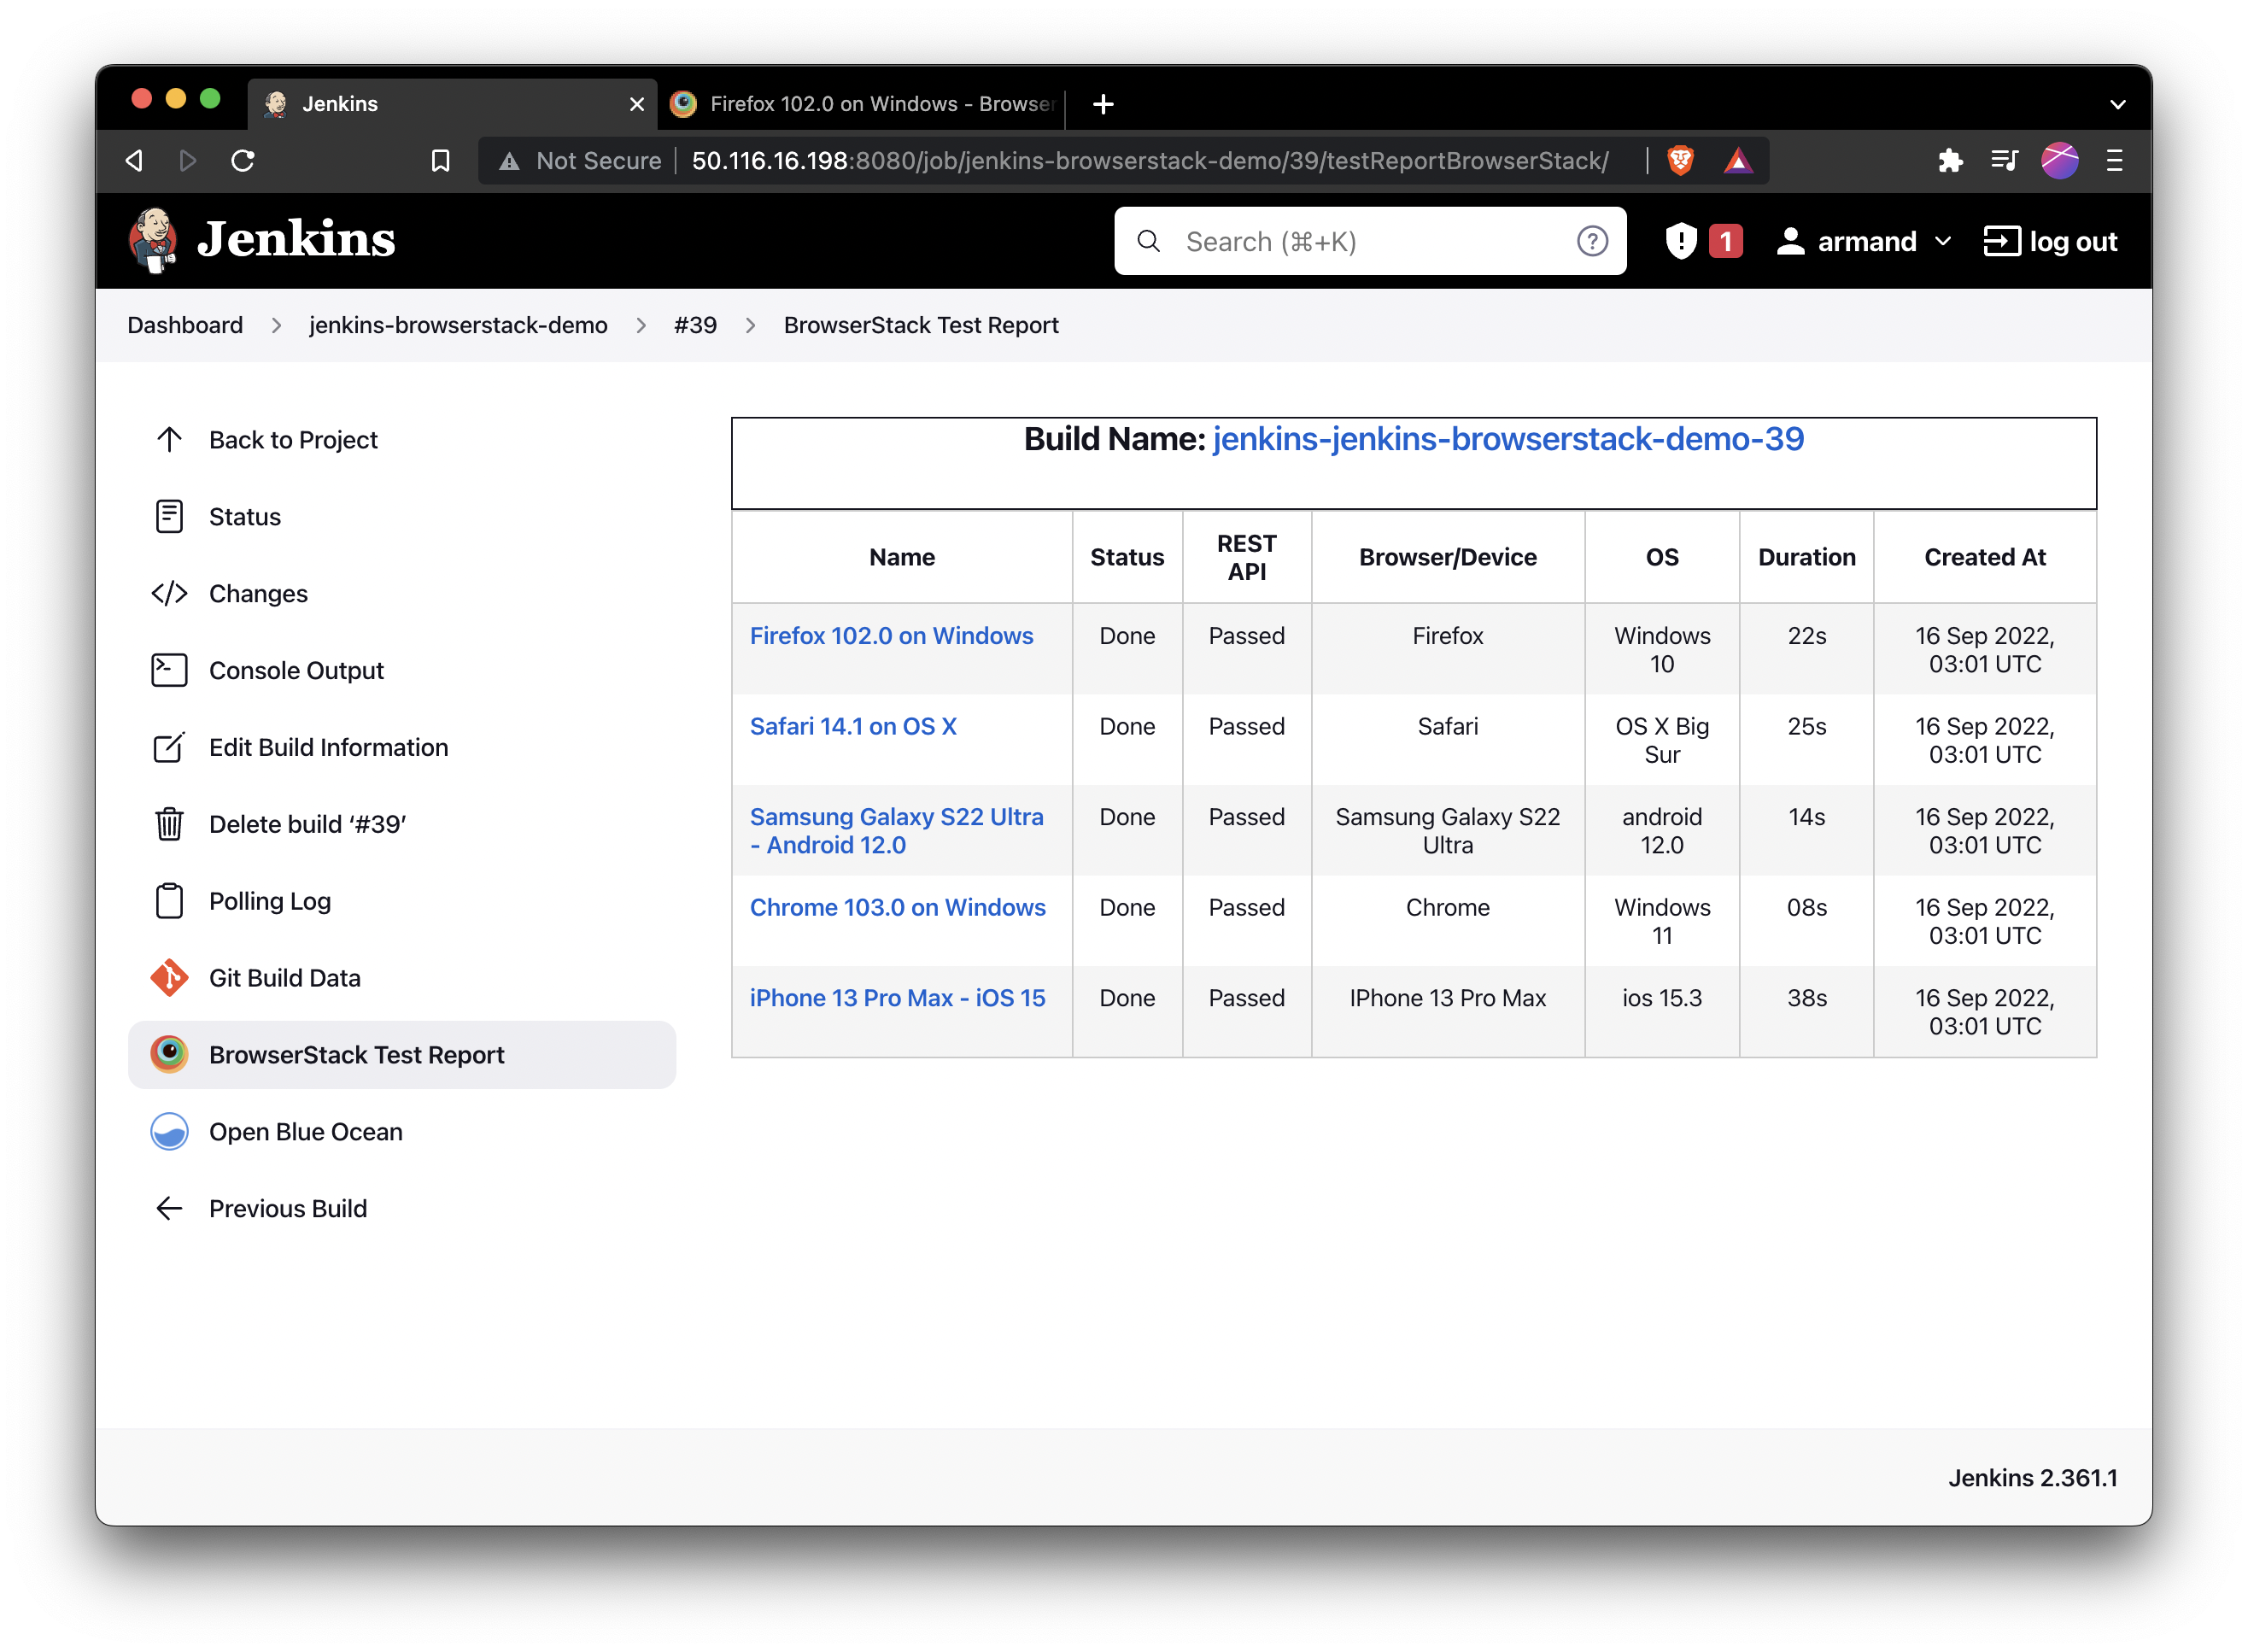 Jenkins
Firefox 102.0 on Windows - Browser
Not Secure 50.116.16.198:8080/job/jenkins-browserstack-demo/39/testReportBrowserStack/
Jenkins
Search (⌘+K)
1
armand
log out
Dashboard > jenkins-browserstack-demo > #39 > BrowserStack Test Report
Back to Project
Status
Changes
Console Output
Edit Build Information
Delete build ‘#39’
Polling Log
Git Build Data
BrowserStack Test Report
Open Blue Ocean
Previous Build
Build Name: jenkins-jenkins-browserstack-demo-39
Name
Status
REST
API
Browser/Device
OS
Duration
Created At
Firefox 102.0 on Windows
Done
Passed
Firefox
Windows
10
22s
16 Sep 2022,
03:01 UTC
Safari 14.1 on OS X
Done
Passed
Safari
OS X Big
Sur
25s
16 Sep 2022,
03:01 UTC
Samsung Galaxy S22 Ultra
- Android 12.0
Done
Passed
Samsung Galaxy S22
Ultra
android
12.0
14s
16 Sep 2022,
03:01 UTC
Chrome 103.0 on Windows
Done
Passed
Chrome
Windows
11
08s
16 Sep 2022,
03:01 UTC
iPhone 13 Pro Max - iOS 15
Done
Passed
IPhone 13 Pro Max
ios 15.3
38s
16 Sep 2022,
03:01 UTC
Jenkins 2.361.1